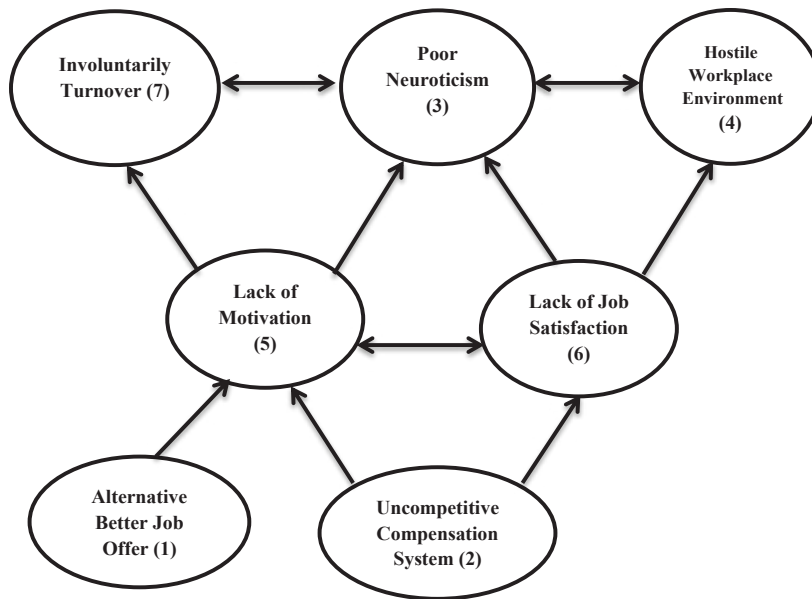 Involuntarily
Turnover (7)
Poor
Neuroticism
(3)
Hostile
Workplace
Environment
(4)
Lack of
Motivation
(5)
Lack of Job
Satisfaction
(6)
Alternative
Better Job
Offer (1)
Uncompetitive
Compensation
System (2)